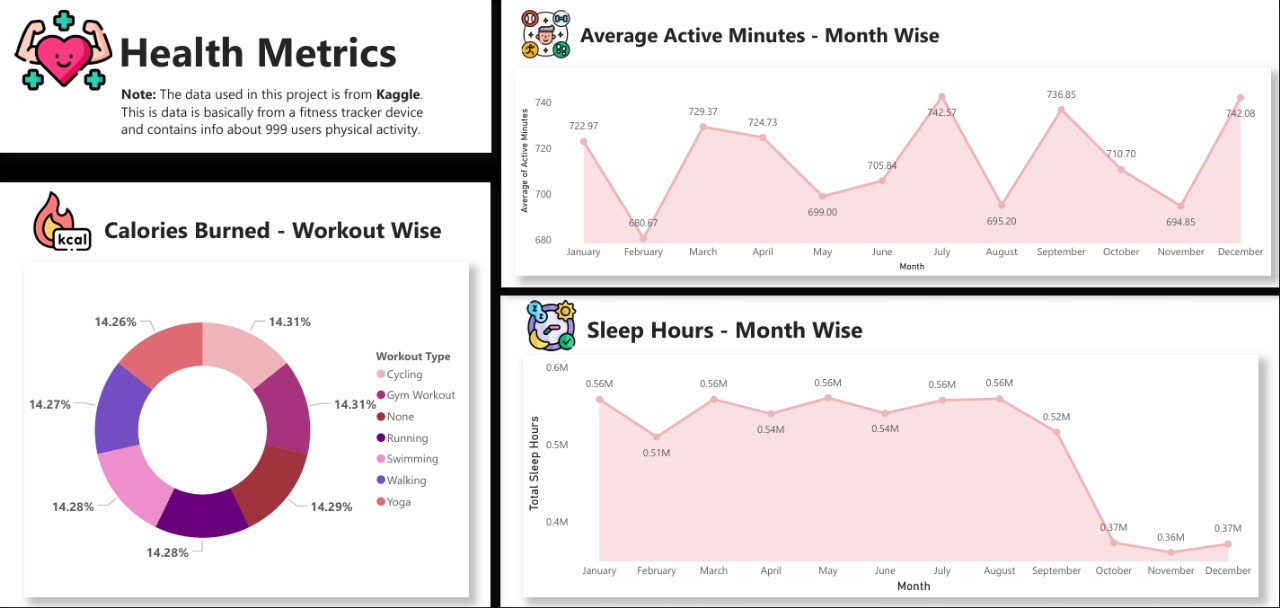 Health Metrics
Note: The data used in this project is from Kaggle.
This is data is basically from a fitness tracker device
and contains info about 999 users physical activity.
kcal
Calories Burned - Workout Wise
14.26%
14.31%
14.27%
14.31%
14.28%
14.29%
14.28%
Workout Type
Cycling
Gym Workout
None
Running
Swimming
Walking
Yoga
Average Active Minutes - Month Wise
Average of Active Minutes
740
720
700
680
722.97
680.67
729.37
724.73
699.00
705.84
742.57
695.20
736.85
710.70
694.85
742.08
January February March April May June July August September October November December
Month
z z
Sleep Hours - Month Wise
Total Sleep Hours
0.6M
0.5M
0.4M
0.56M
0.51M
0.56M
0.54M
0.56M
0.54M
0.56M
0.56M
0.52M
0.37M
0.36M
0.37M
January February March April May June July August September October November December
Month